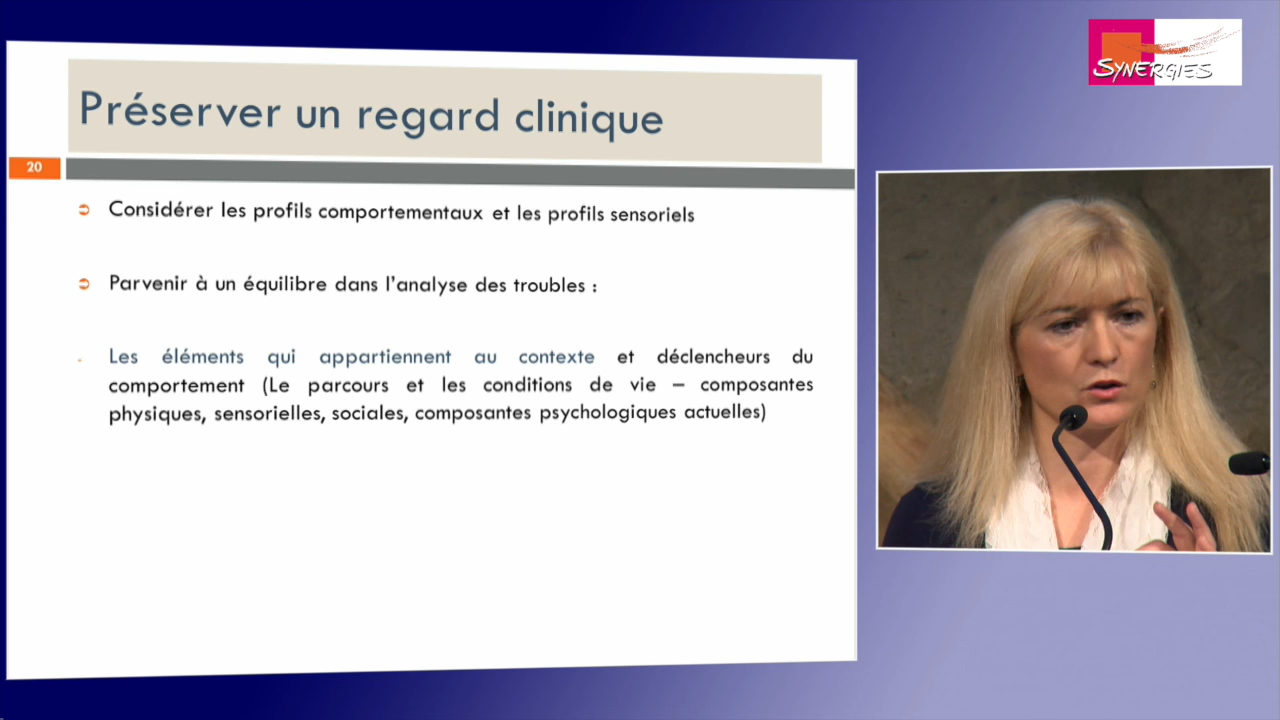 SYNERGIES
Préserver un regard clinique
20
Considérer les profils comportementaux et les profils sensoriels
Parvenir à un équilibre dans l'analyse des troubles :
- Les éléments qui appartiennent au contexte et déclencheurs du
comportement (Le parcours et les conditions de vie – composantes
physiques, sensorielles, sociales, composantes psychologiques actuelles)